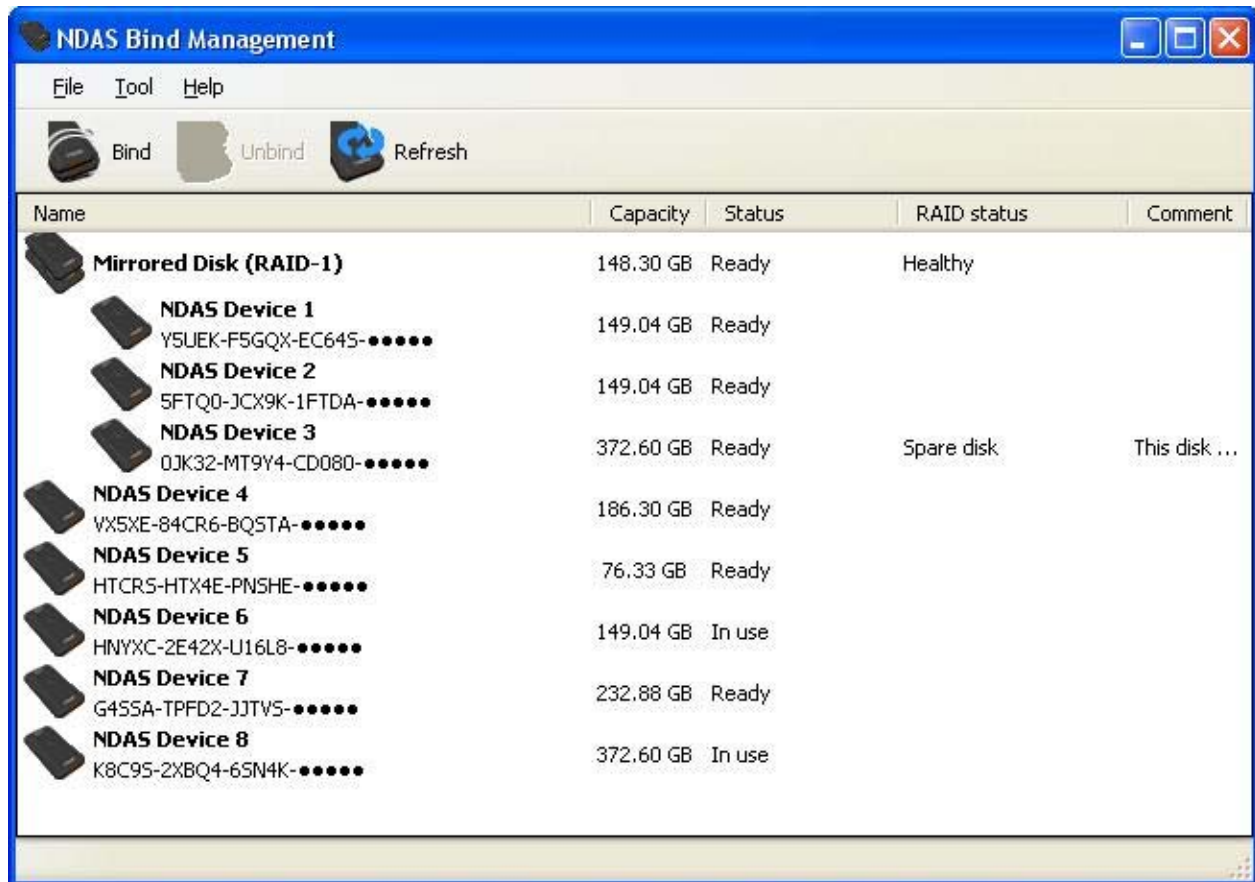 NDAS Bind Management
File Tool Help
Bind Unbind Refresh
Name Capacity Status RAID status Comment
Mirrored Disk (RAID-1) 148.30 GB Ready Healthy
NDAS Device 1
Y5UEK-F5GQX-EC64S-●●●●●
149.04 GB Ready
NDAS Device 2
5FTQ0-JCX9K-1FTDA-●●●●●
149.04 GB Ready
NDAS Device 3
0JK32-MT9Y4-CD080-●●●●●
372.60 GB Ready Spare disk This disk ...
NDAS Device 4
VX5XE-84CR6-BQSTA-●●●●●
186.30 GB Ready
NDAS Device 5
HTCRS-HTX4E-PNSHE-●●●●●
76.33 GB Ready
NDAS Device 6
HNYXC-2E42X-U16L8-●●●●●
149.04 GB In use
NDAS Device 7
G4S5A-TPFD2-JJTVS-●●●●●
232.88 GB Ready
NDAS Device 8
K8C9S-2XBQ4-6SN4K-●●●●●
372.60 GB In use